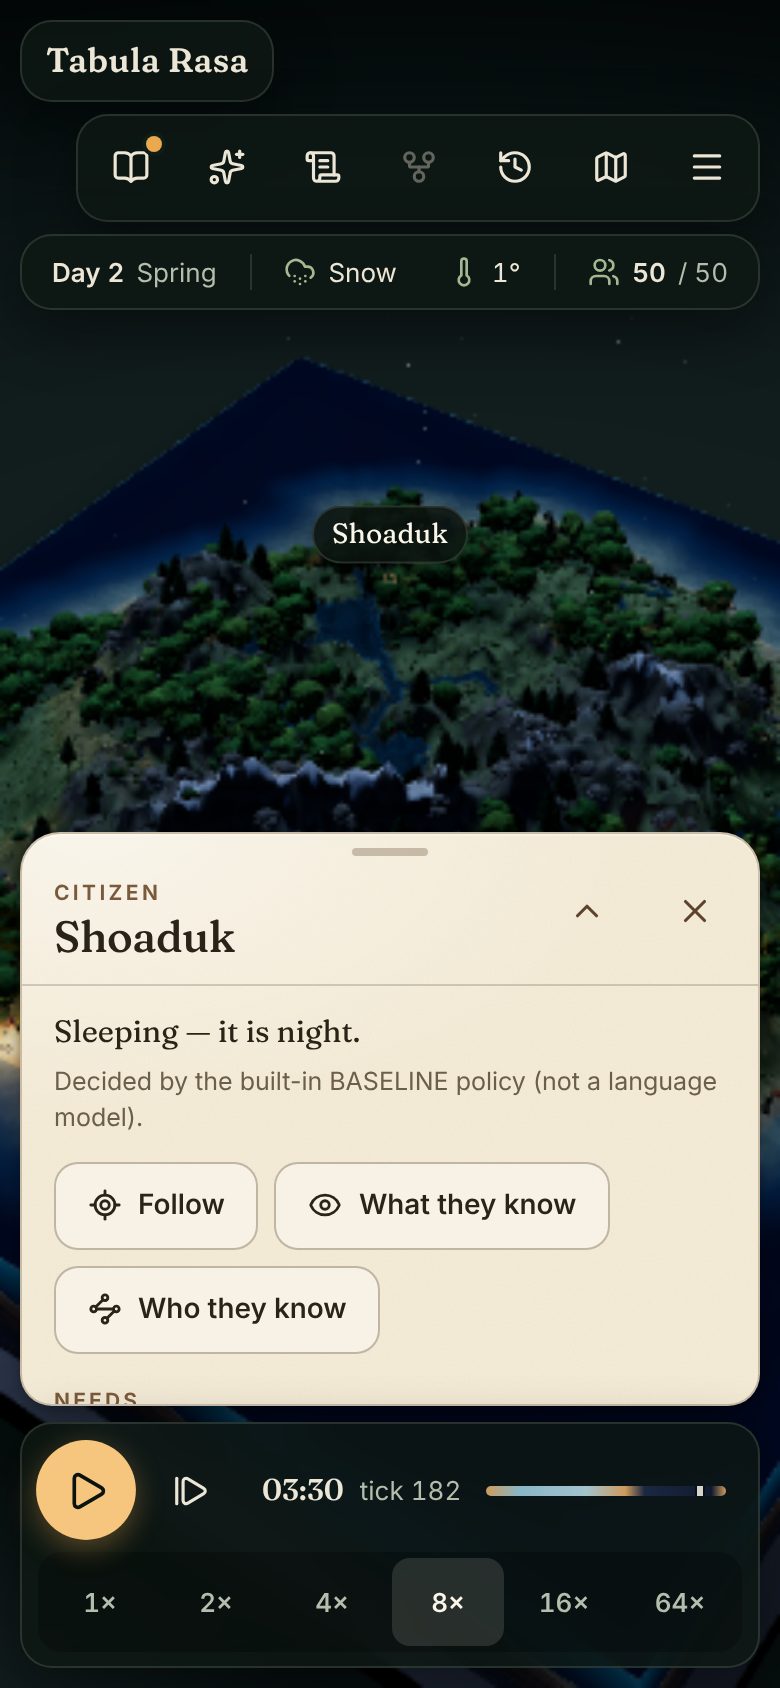 Tabula Rasa
Day 2 Spring Snow 1° 50 / 50
Shoaduk
CITIZEN
Shoaduk
Sleeping — it is night.
Decided by the built-in BASELINE policy (not a language
model).
Follow What they know
Who they know
NEEDS
03:30 tick 182
1× 2× 4× 8× 16× 64×